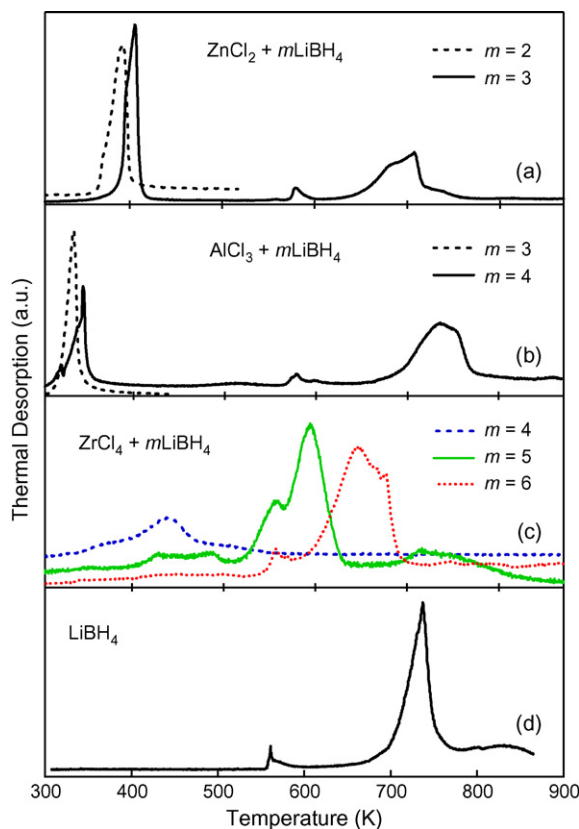 ZnCl₂ + mLiBH₄
m = 2
m = 3
(a)
AlCl₃ + mLiBH₄
m = 3
m = 4
(b)
ZrCl₄ + mLiBH₄
m = 4
m = 5
m = 6
(c)
LiBH₄
(d)
Thermal Desorption (a.u.)
300 400 500 600 700 800 900
Temperature (K)